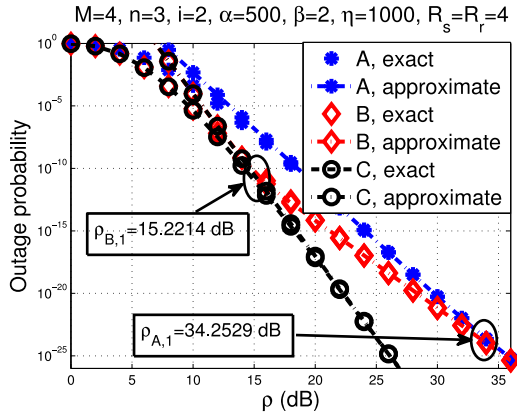 M=4, n=3, i=2, α=500, β=2, η=1000, R_s=R_r=4
Outage probability
10^0
10^-5
10^-10
10^-15
10^-20
10^-25
A, exact
A, approximate
B, exact
B, approximate
C, exact
C, approximate
ρ_B,1=15.2214 dB
ρ_A,1=34.2529 dB
0 5 10 15 20 25 30 35
ρ (dB)